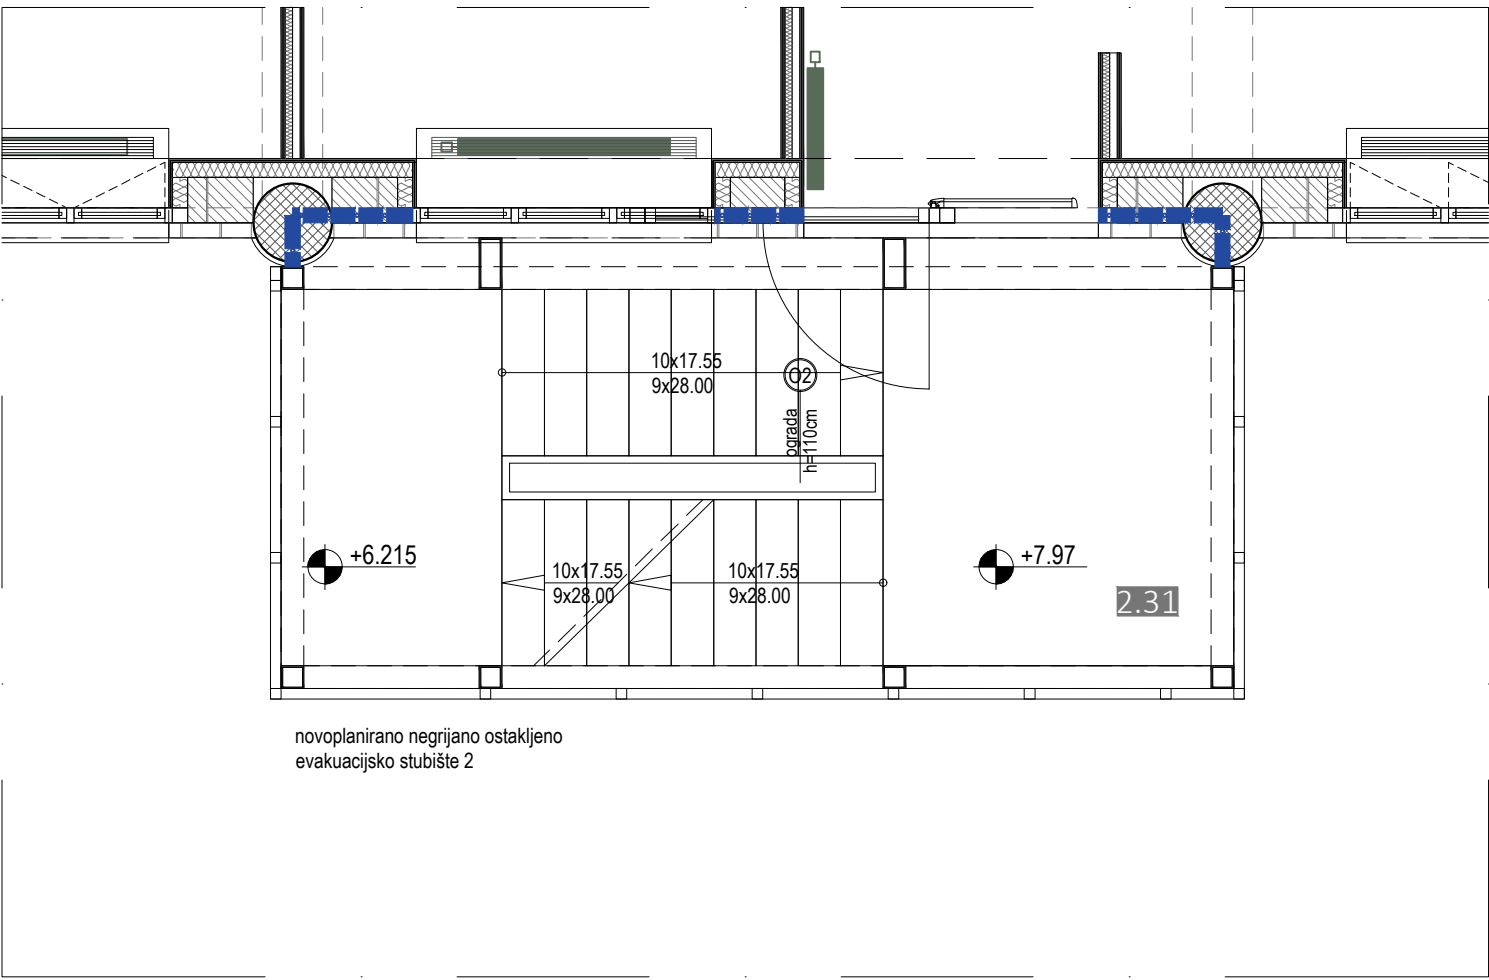 10x17.55
9x28.00
O2
ograda
h=110cm
+6.215
10x17.55
9x28.00
10x17.55
9x28.00
+7.97
2.31
novoplanirano negrijano ostakljeno
evakuacijsko stubište 2